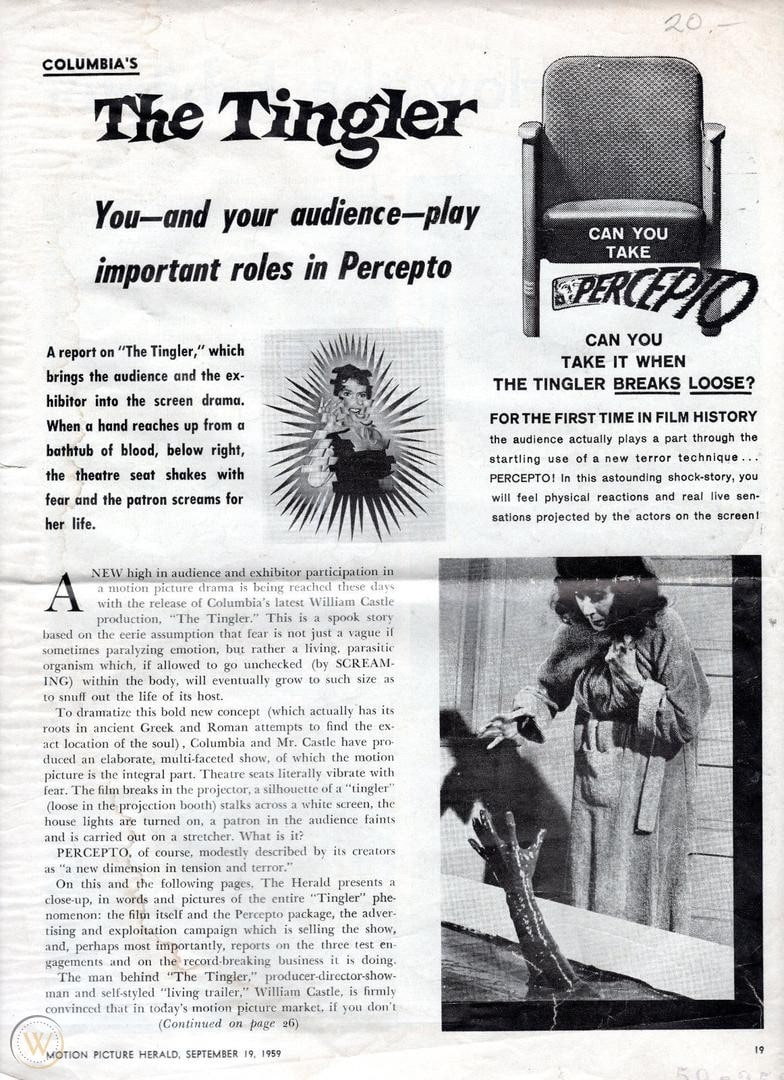 20.-
COLUMBIA'S
The Tingler
You—and your audience—play
important roles in Percepto
CAN YOU
TAKE
PERCEPTO
CAN YOU
TAKE IT WHEN
THE TINGLER BREAKS LOOSE?
FOR THE FIRST TIME IN FILM HISTORY
the audience actually plays a part through the
startling use of a new terror technique . . .
PERCEPTO! In this astounding shock-story, you
will feel physical reactions and real live sen-
sations projected by the actors on the screen!
A report on "The Tingler," which
brings the audience and the ex-
hibitor into the screen drama.
When a hand reaches up from a
bathtub of blood, below right,
the theatre seat shakes with
fear and the patron screams for
her life.
A NEW high in audience and exhibitor participation in
a motion picture drama is being reached these days
with the release of Columbia's latest William Castle
production, "The Tingler." This is a spook story
based on the eerie assumption that fear is not just a vague if
sometimes paralyzing emotion, but rather a living, parasitic
organism which, if allowed to go unchecked (by SCREAM-
ING) within the body, will eventually grow to such size as
to snuff out the life of its host.
To dramatize this bold new concept (which actually has its
roots in ancient Greek and Roman attempts to find the ex-
act location of the soul), Columbia and Mr. Castle have pro-
duced an elaborate, multi-faceted show, of which the motion
picture is the integral part. Theatre seats literally vibrate with
fear. The film breaks in the projector, a silhouette of a "tingler"
(loose in the projection booth) stalks across a white screen, the
house lights are turned on, a patron in the audience faints
and is carried out on a stretcher. What is it?
PERCEPTO, of course, modestly described by its creators
as "a new dimension in tension and terror."
On this and the following pages, The Herald presents a
close-up, in words and pictures of the entire "Tingler" phe-
nomenon: the film itself and the Percepto package, the adver-
tising and exploitation campaign which is selling the show,
and, perhaps most importantly, reports on the three test en-
gagements and on the record-breaking business it is doing.
The man behind "The Tingler," producer-director-show-
man and self-styled "living trailer," William Castle, is firmly
convinced that in today's motion picture market, if you don't
(Continued on page 26)
W
MOTION PICTURE HERALD, SEPTEMBER 19, 1959
19